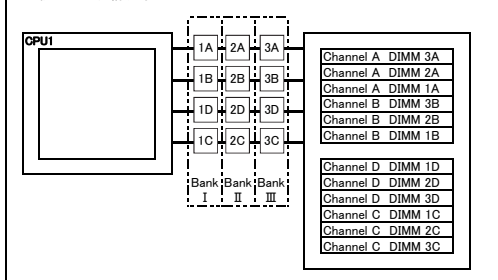 CPU1
1A 2A 3A
1B 2B 3B
1D 2D 3D
1C 2C 3C
Bank Bank Bank
Ⅰ Ⅱ Ⅲ
Channel A DIMM 3A
Channel A DIMM 2A
Channel A DIMM 1A
Channel B DIMM 3B
Channel B DIMM 2B
Channel B DIMM 1B
Channel D DIMM 1D
Channel D DIMM 2D
Channel D DIMM 3D
Channel C DIMM 1C
Channel C DIMM 2C
Channel C DIMM 3C